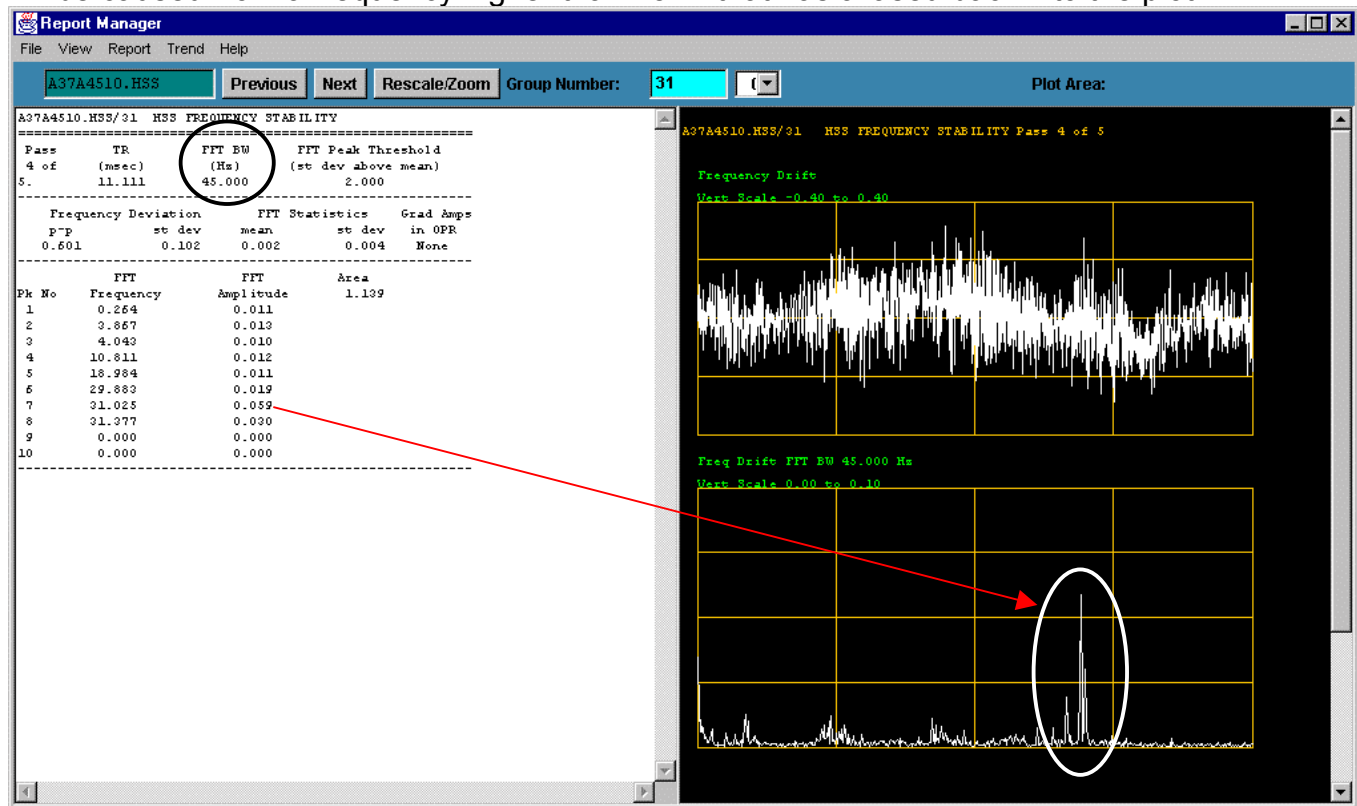 Report Manager
File View Report Trend Help
A37A4510.HSS Previous Next Rescale/Zoom Group Number: 31 Plot Area:
A37A4510.HSS/31 HSS FREQUENCY STABILITY
Pass TR FFT BW FFT Peak Threshold
4 of (msec) (Hz) (st dev above mean)
5. 11.111 45.000 2.000
Frequency Deviation FFT Statistics Grad Amps
p-p st dev mean st dev in OPR
0.601 0.102 0.002 0.004 None
FFT FFT Area
Pk No Frequency Amplitude 1.139
1 0.264 0.011
2 3.867 0.013
3 4.043 0.010
4 10.811 0.012
5 18.984 0.011
6 29.883 0.019
7 31.025 0.059
8 31.377 0.030
9 0.000 0.000
10 0.000 0.000
A37A4510.HSS/31 HSS FREQUENCY STABILITY Pass 4 of 5
Frequency Drift
Vert Scale -0.40 to 0.40
Freq Drift FFT BW 45.000 Hz
Vert Scale 0.00 to 0.10